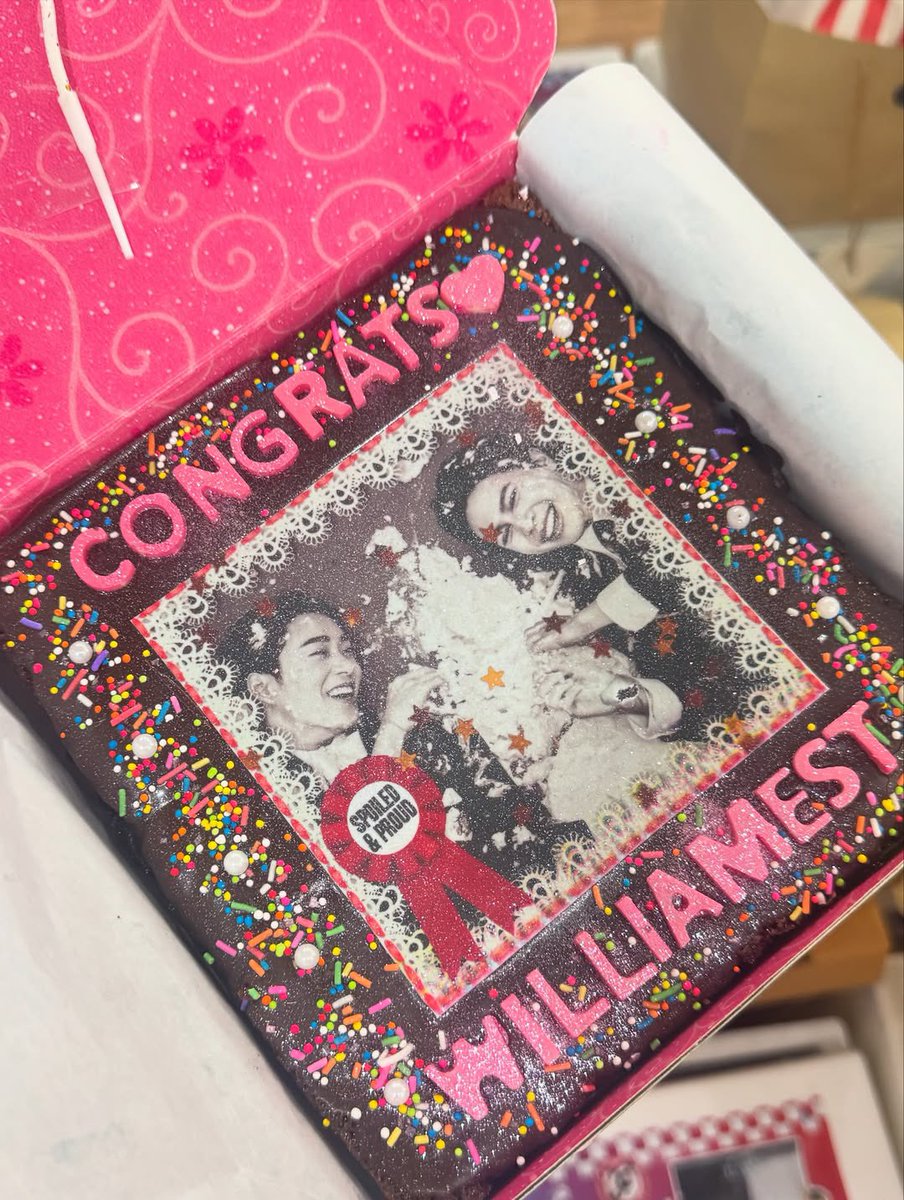 CONGRATS
SPOILED
& PROUD
WILLIAMEST